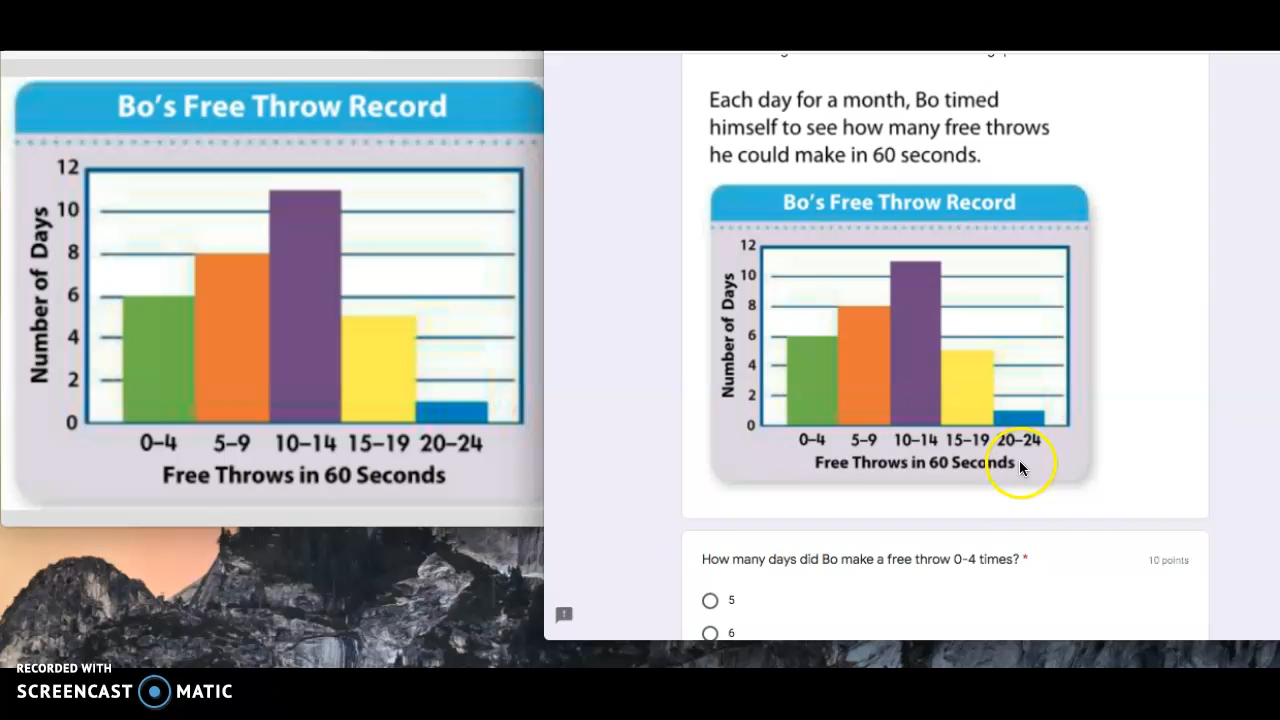 Bo's Free Throw Record
12
10
8
6
4
2
0
Number of Days
0–4 5–9 10–14 15–19 20–24
Free Throws in 60 Seconds
Each day for a month, Bo timed
himself to see how many free throws
he could make in 60 seconds.
Bo's Free Throw Record
12
10
8
6
4
2
0
Number of Days
0–4 5–9 10–14 15–19 20–24
Free Throws in 60 Seconds
How many days did Bo make a free throw 0-4 times? *
10 points
5
6
RECORDED WITH
SCREENCAST MATIC